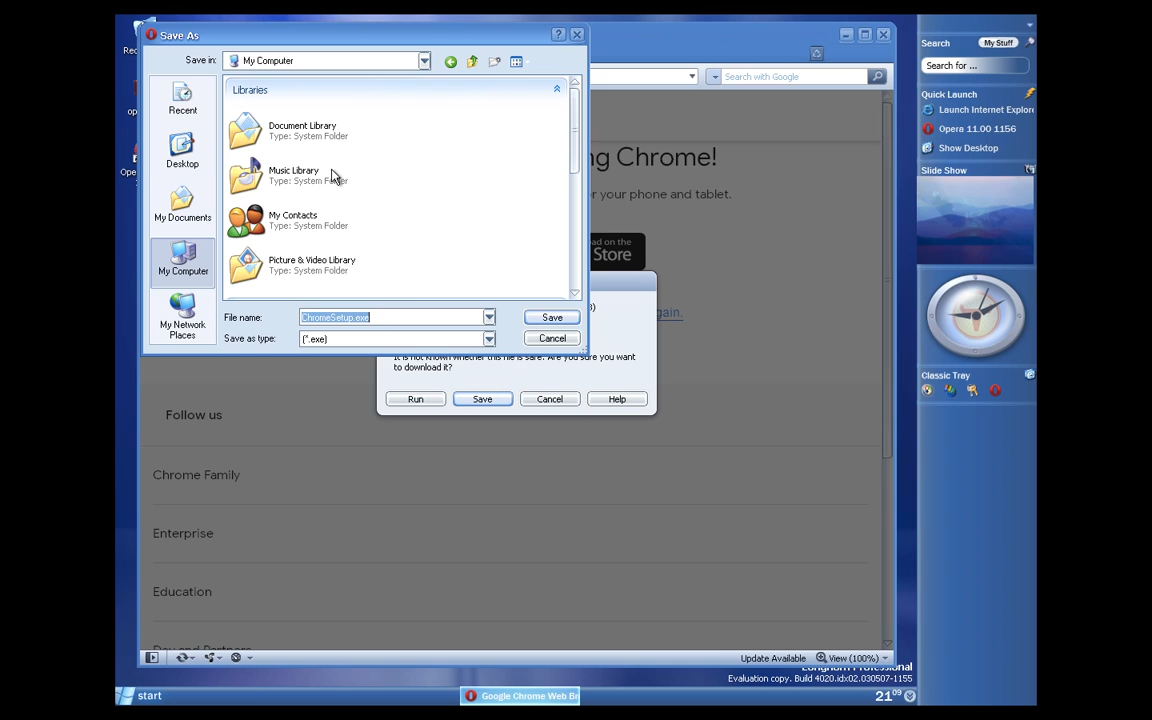 Save As
Save in:
My Computer
Libraries
Document Library
Type: System Folder
Music Library
Type: System Folder
My Contacts
Type: System Folder
Picture & Video Library
Type: System Folder
Recent
Desktop
My Documents
My Computer
My Network
Places
File name:
ChromeSetup.exe
Save
Save as type:
(*.exe)
Cancel
Search with Google
ng Chrome!
or your phone and tablet.
ad on the
Store
gain.
It is not known whether this file is safe. Are you sure you want
to download it?
Run
Save
Cancel
Help
Follow us
Chrome Family
Enterprise
Education
Update Available
View (100%)
Search
My Stuff
Search for ...
Quick Launch
Launch Internet Explore
Opera 11.00 1156
Show Desktop
Slide Show
Classic Tray
Longhorn Professional
Evaluation copy. Build 4020.idx02.030507-1155
start
Google Chrome Web Br
21 09